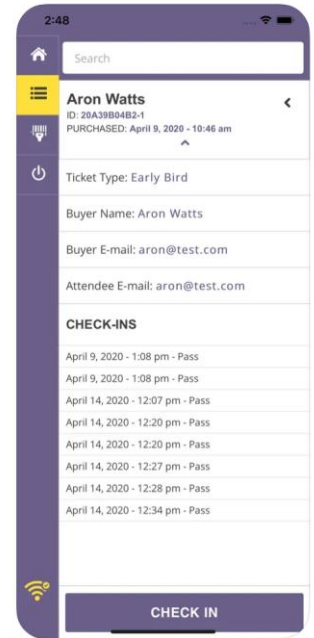 2:48
Search
Aron Watts
ID: 20A39B04B2-1
PURCHASED: April 9, 2020 - 10:46 am
Ticket Type: Early Bird
Buyer Name: Aron Watts
Buyer E-mail: aron@test.com
Attendee E-mail: aron@test.com
CHECK-INS
April 9, 2020 - 1:08 pm - Pass
April 9, 2020 - 1:08 pm - Pass
April 14, 2020 - 12:07 pm - Pass
April 14, 2020 - 12:20 pm - Pass
April 14, 2020 - 12:20 pm - Pass
April 14, 2020 - 12:27 pm - Pass
April 14, 2020 - 12:28 pm - Pass
April 14, 2020 - 12:34 pm - Pass
CHECK IN